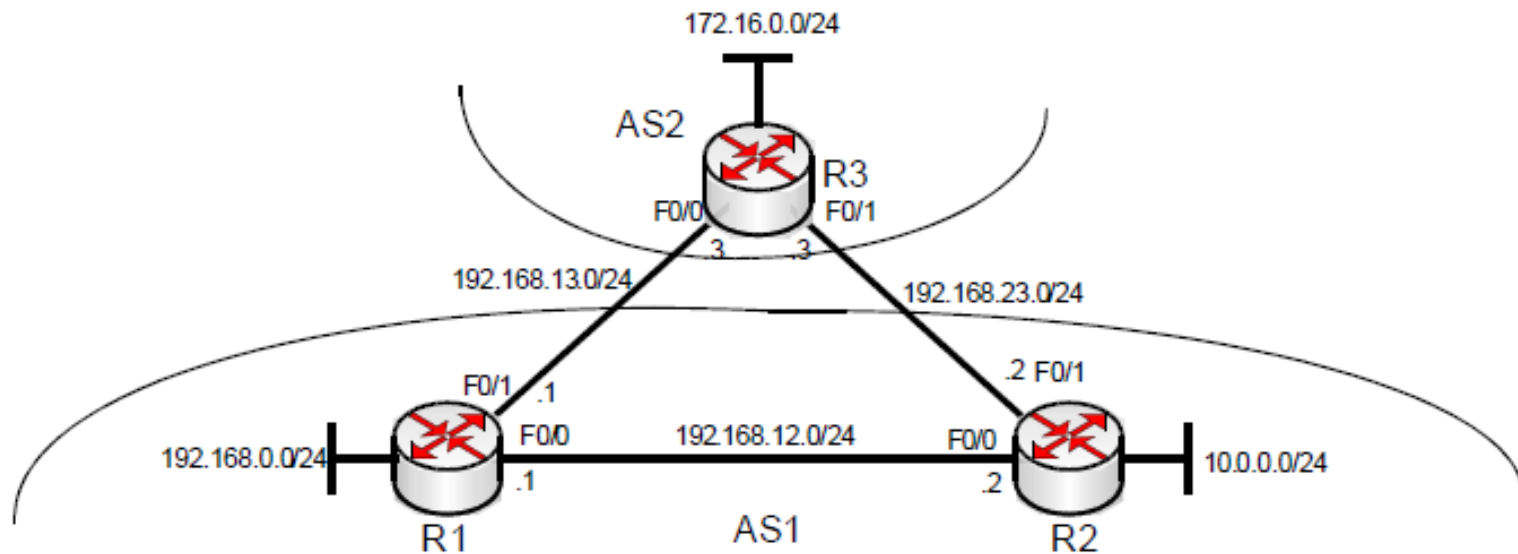 172.16.0.0/24
AS2
R3
F0/0
F0/1
.3
.3
192.168.13.0/24
192.168.23.0/24
F0/1
.1
.2 F0/1
F0/0
192.168.12.0/24
F0/0
192.168.0.0/24
10.0.0.0/24
.1
.2
R1
AS1
R2